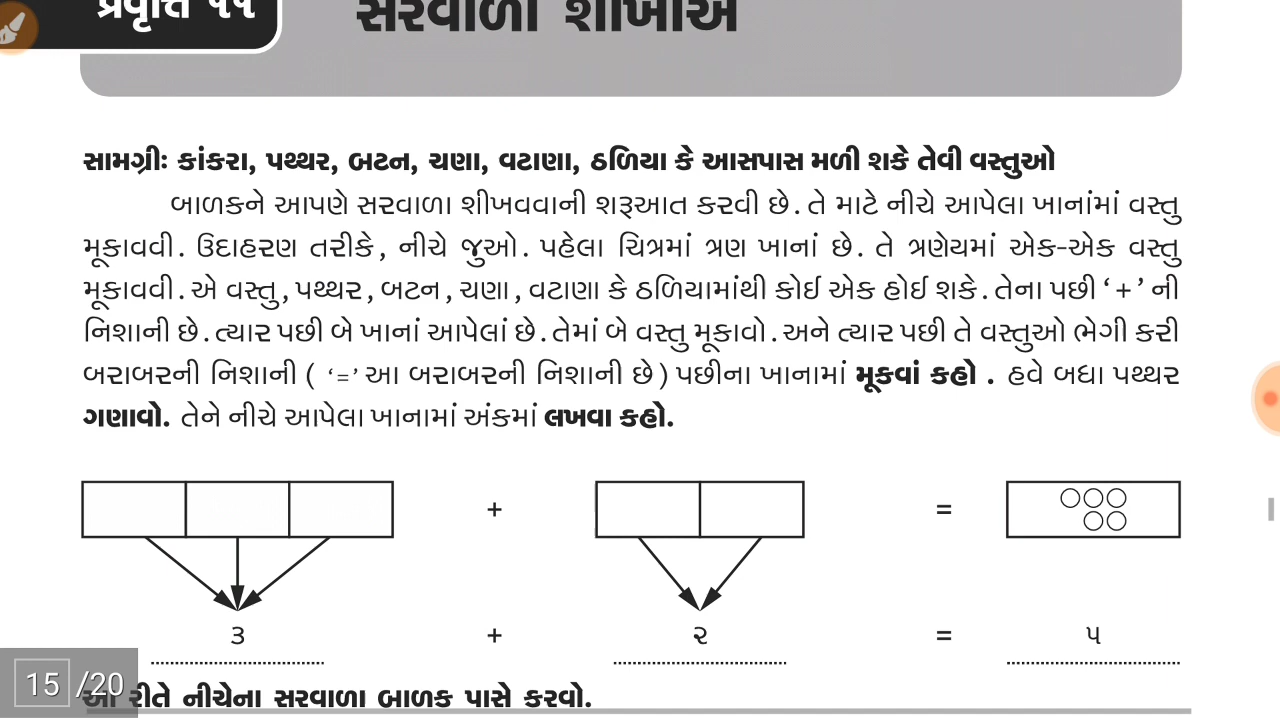 પ્રવૃત્તિ ૧૧
સરવાળા શીખીએ
સામગ્રીઃ કાંકરા, પથ્થર, બટન, ચણા, વટાણા, ઠળિયા કે આસપાસ મળી શકે તેવી વસ્તુઓ
બાળકને આપણે સરવાળા શીખવવાની શરૂઆત કરવી છે. તે માટે નીચે આપેલા ખાનાંમાં વસ્તુ
મૂકાવવી. ઉદાહરણ તરીકે, નીચે જુઓ. પહેલા ચિત્રમાં ત્રણ ખાનાં છે. તે ત્રણેયમાં એક-એક વસ્તુ
મૂકાવવી. એ વસ્તુ, પથ્થર, બટન, ચણા, વટાણા કે ઠળિયામાંથી કોઈ એક હોઈ શકે. તેના પછી ‘+’ ની
નિશાની છે. ત્યાર પછી બે ખાનાં આપેલાં છે. તેમાં બે વસ્તુ મૂકાવો. અને ત્યાર પછી તે વસ્તુઓ ભેગી કરી
બરાબરની નિશાની ( ‘=’ આ બરાબરની નિશાની છે) પછીના ખાનામાં મૂકવાં કહો . હવે બધા પથ્થર
ગણાવો. તેને નીચે આપેલા ખાનામાં અંકમાં લખવા કહો.
+ =
૩ + ૨ = ૫
આ રીતે નીચેના સરવાળા બાળક પાસે કરવો.
15 /20